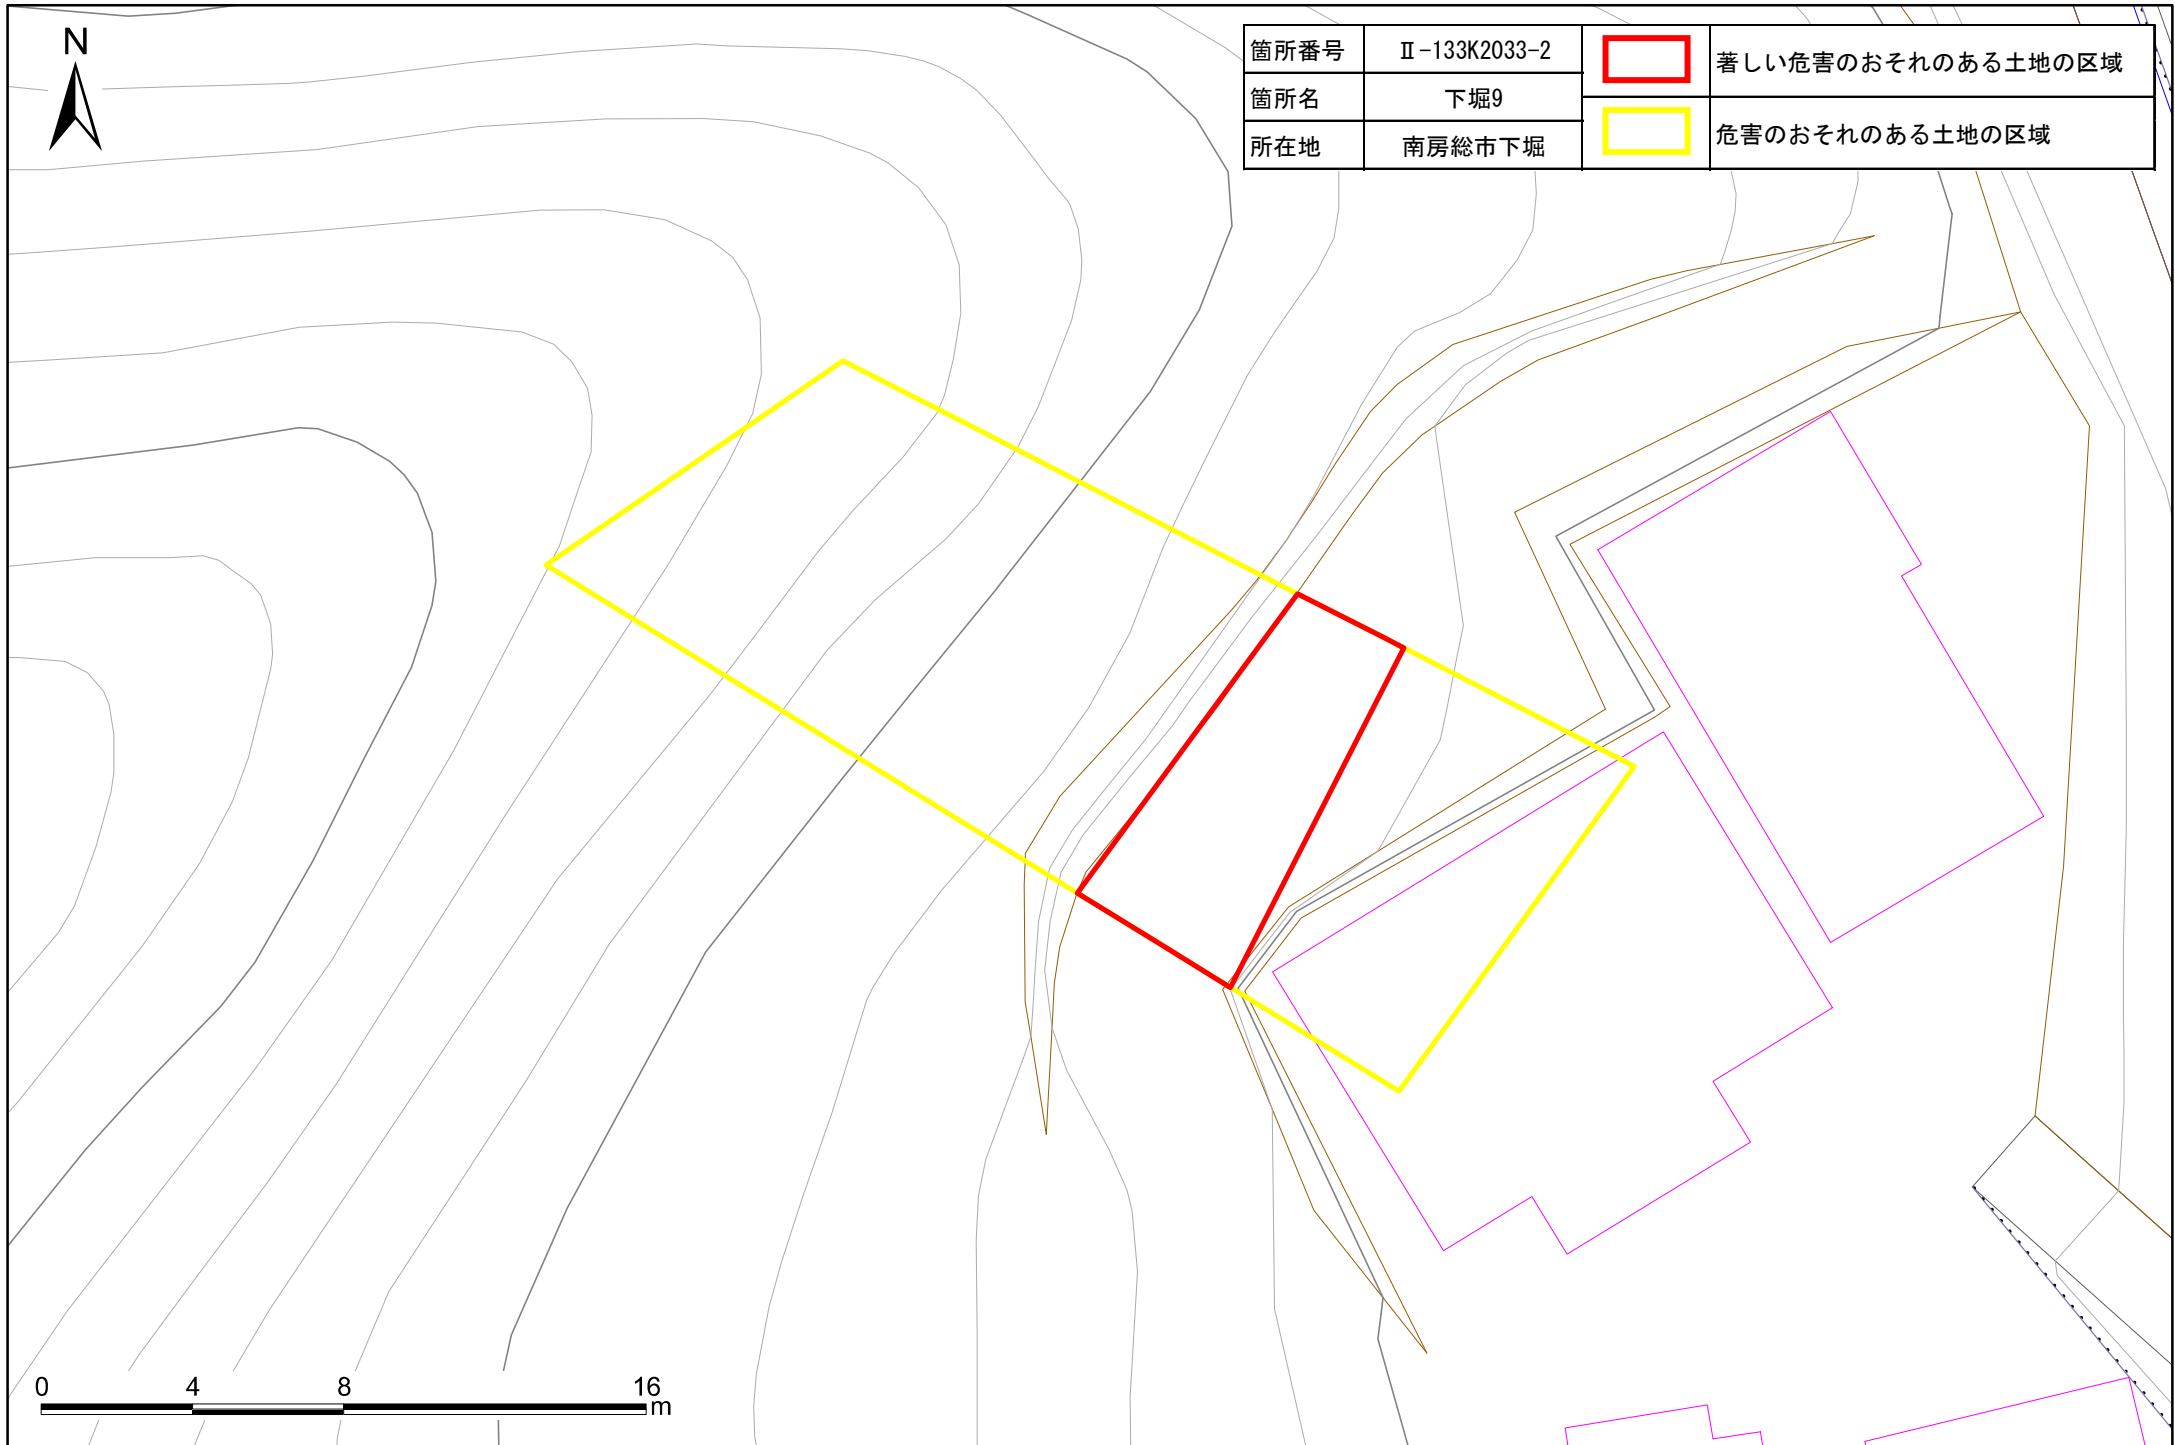 N
箇所番号 Ⅱ-133K2033-2 著しい危害のおそれのある土地の区域
箇所名 下堀9
危害のおそれのある土地の区域
所在地 南房総市下堀
0 4 8 16
m